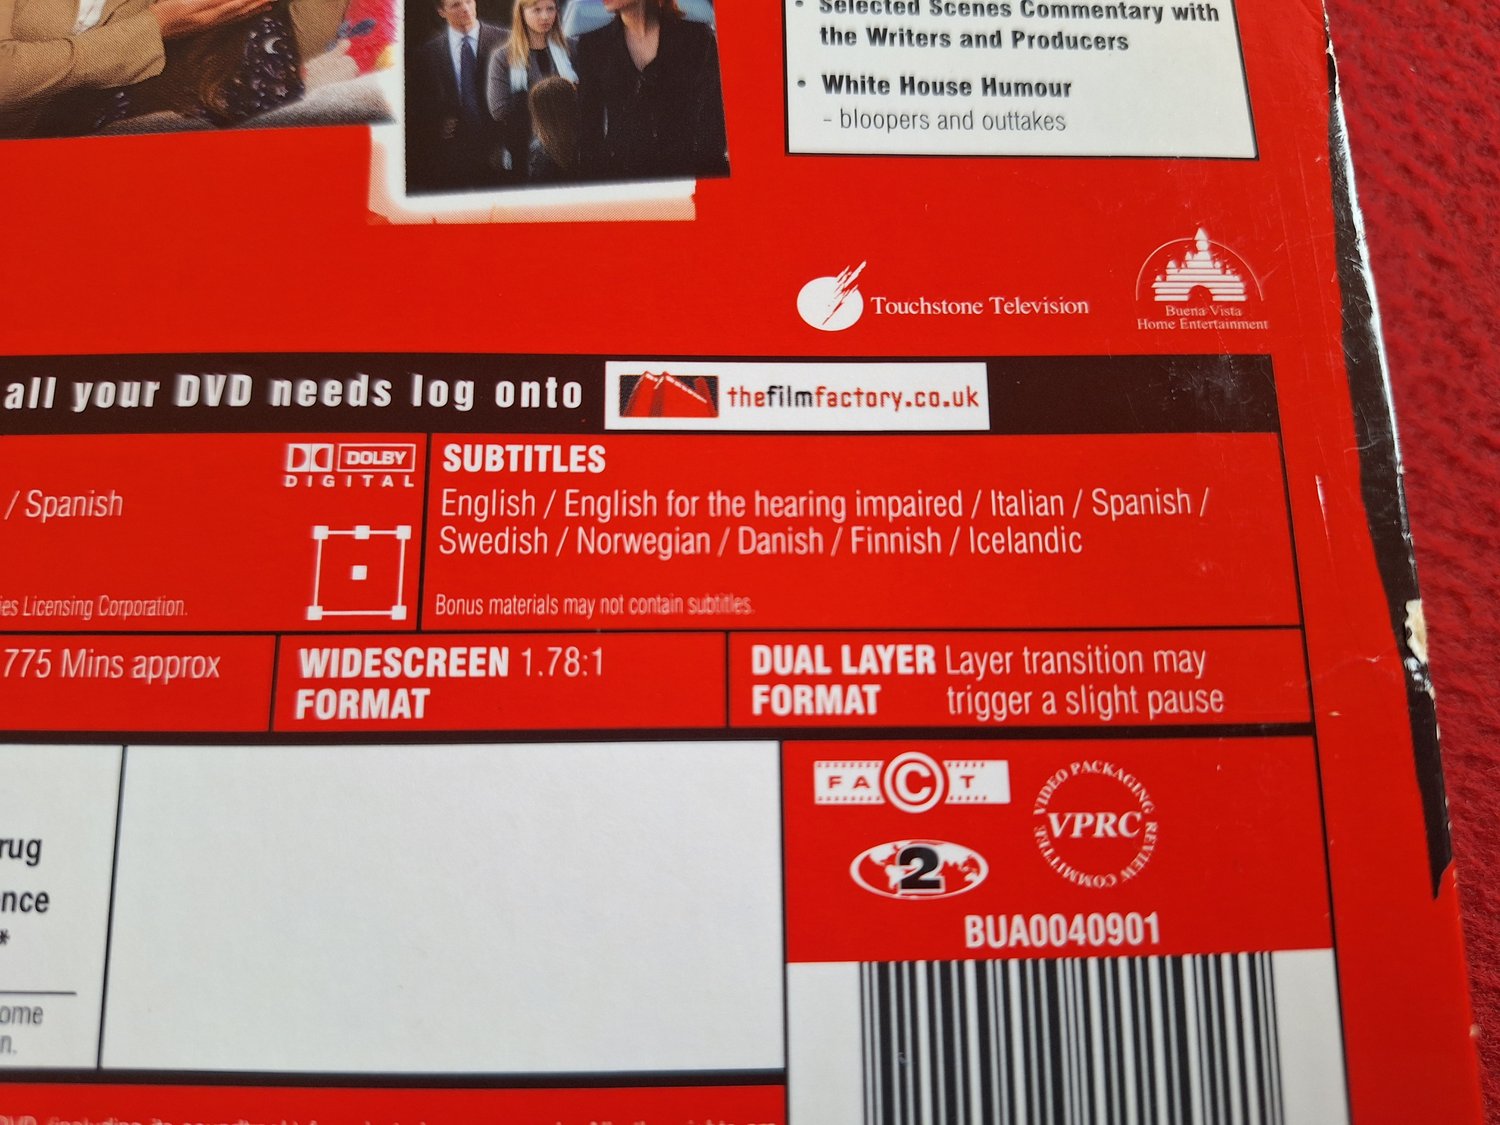 Selected Scenes Commentary with
the Writers and Producers
• White House Humour
- bloopers and outtakes
Touchstone Television
Buena Vista
Home Entertainment
all your DVD needs log onto thefilmfactory.co.uk
/ Spanish
DOLBY
DIGITAL
SUBTITLES
English / English for the hearing impaired / Italian / Spanish /
Swedish / Norwegian / Danish / Finnish / Icelandic
ies Licensing Corporation.
Bonus materials may not contain subtitles.
775 Mins approx
WIDESCREEN 1.78:1
FORMAT
DUAL LAYER Layer transition may
FORMAT trigger a slight pause
FACT
VIDEO PACKAGING REVIEW COMMITTEE
VPRC
2
BUA0040901
rug
nce
*
ome
n.